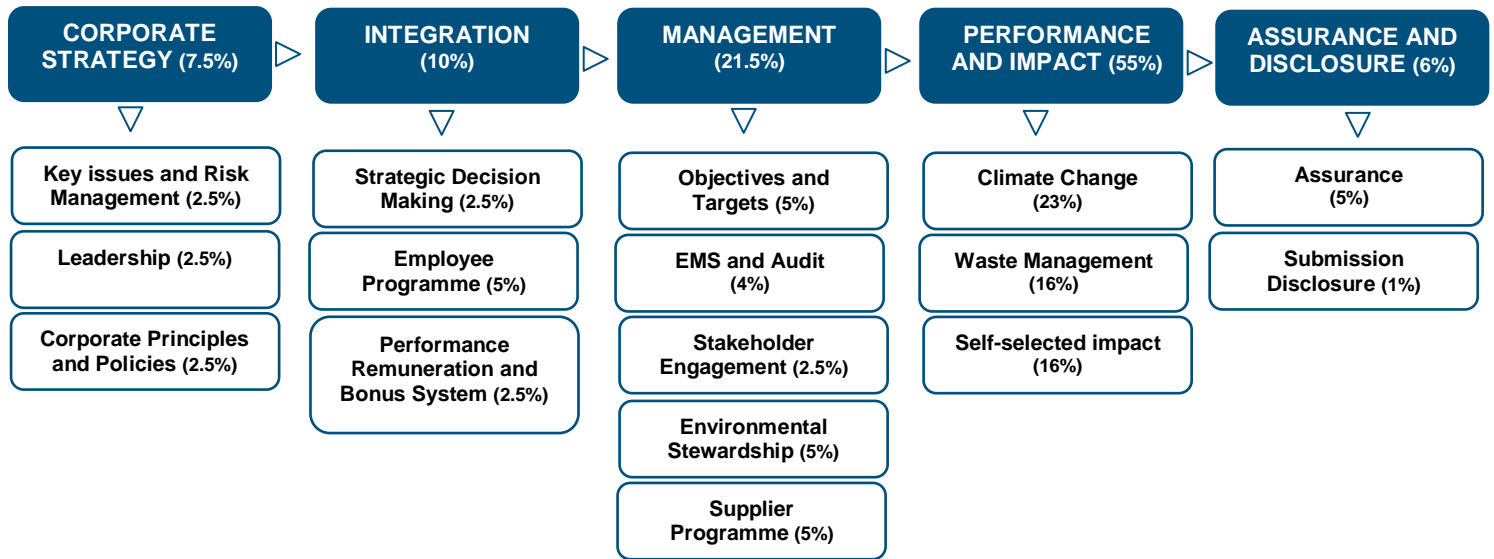 CORPORATE
STRATEGY (7.5%)
Key issues and Risk
Management (2.5%)
Leadership (2.5%)
Corporate Principles
and Policies (2.5%)
INTEGRATION
(10%)
Strategic Decision
Making (2.5%)
Employee
Programme (5%)
Performance
Remuneration and
Bonus System (2.5%)
MANAGEMENT
(21.5%)
Objectives and
Targets (5%)
EMS and Audit
(4%)
Stakeholder
Engagement (2.5%)
Environmental
Stewardship (5%)
Supplier
Programme (5%)
PERFORMANCE
AND IMPACT (55%)
Climate Change
(23%)
Waste Management
(16%)
Self-selected impact
(16%)
ASSURANCE AND
DISCLOSURE (6%)
Assurance
(5%)
Submission
Disclosure (1%)